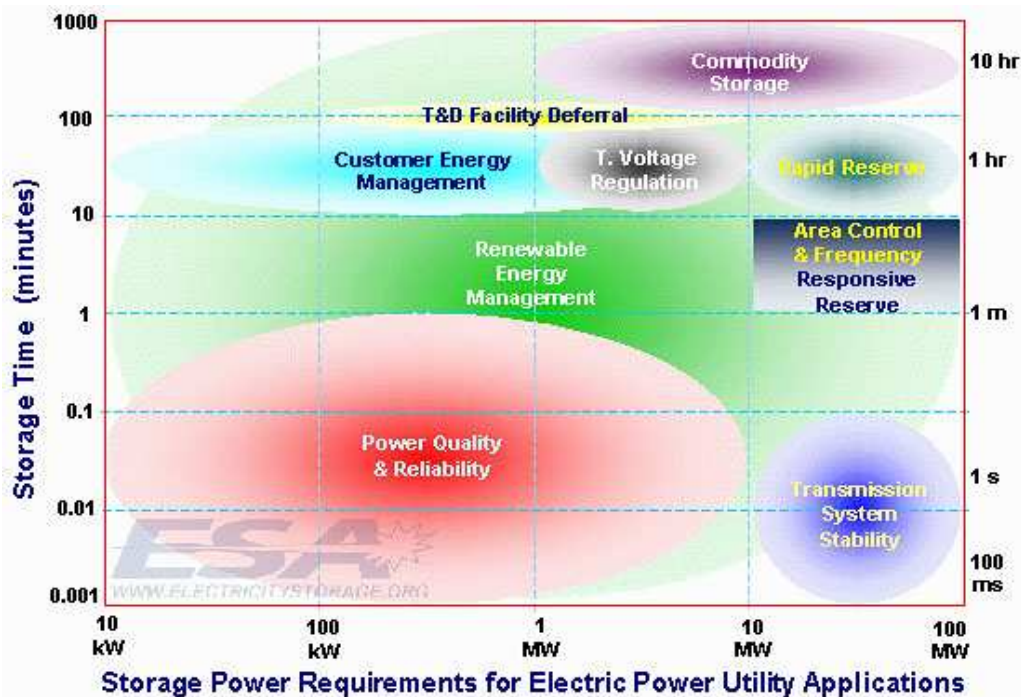 1000
100
10
1
0.1
0.01
0.001
Storage Time (minutes)
Commodity
Storage
T&D Facility Deferral
Customer Energy
Management
T. Voltage
Regulation
Rapid Reserve
Renewable
Energy
Management
Area Control
& Frequency
Responsive
Reserve
Power Quality
& Reliability
Transmission
System
Stability
ESA
WWW.ELECTRICITYSTORAGE.ORG
10 hr
1 hr
1 m
1 s
100
ms
10
kW
100
kW
1
MW
10
MW
100
MW
Storage Power Requirements for Electric Power Utility Applications